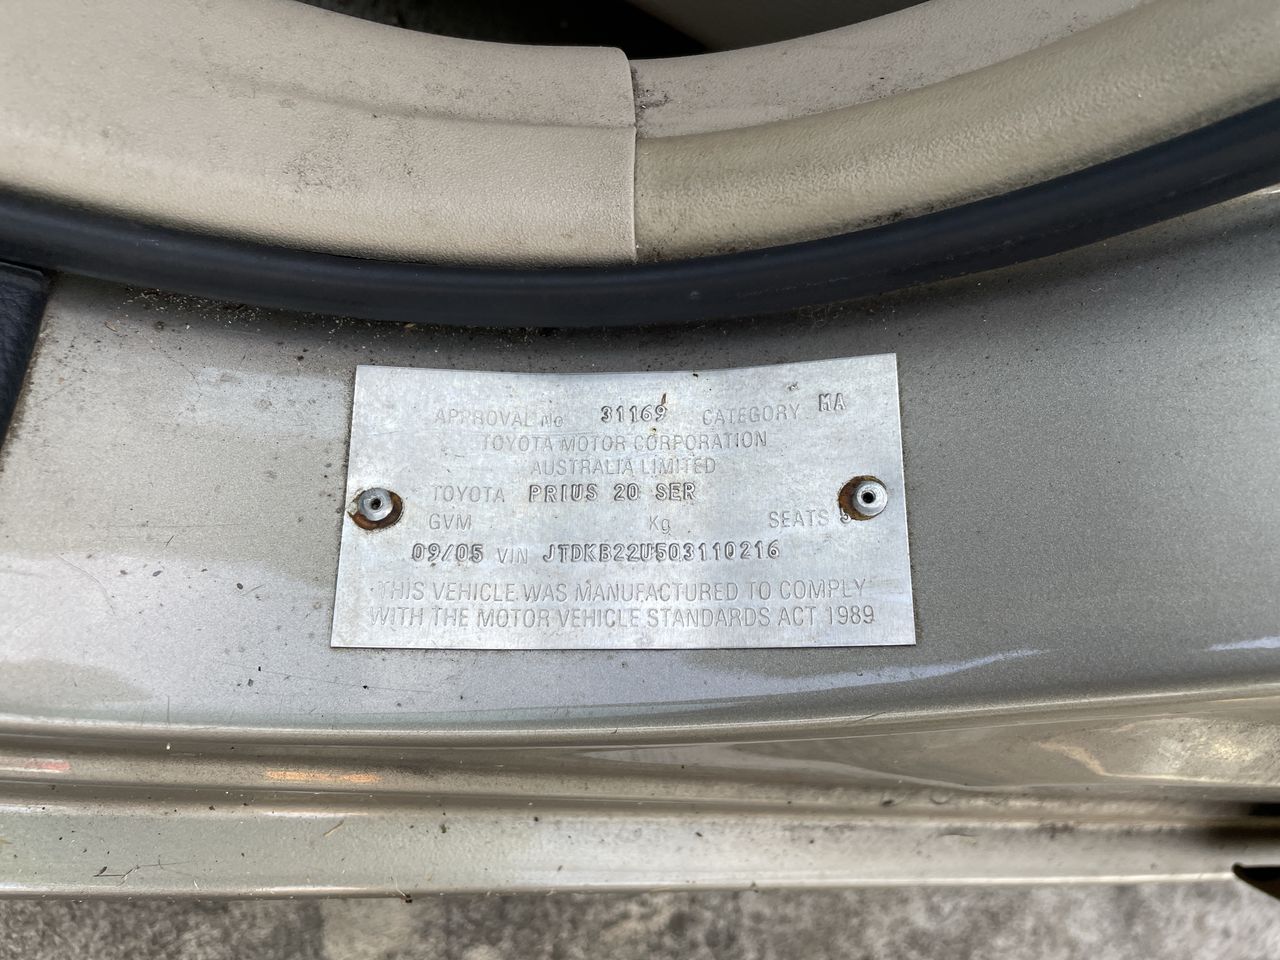 APPROVAL No 31169 CATEGORY MA
TOYOTA MOTOR CORPORATION
AUSTRALIA LIMITED
TOYOTA PRIUS 20 SER
GVM Kg SEATS 5
09/05 VIN JTDKB22U503110216
THIS VEHICLE WAS MANUFACTURED TO COMPLY
WITH THE MOTOR VEHICLE STANDARDS ACT 1989